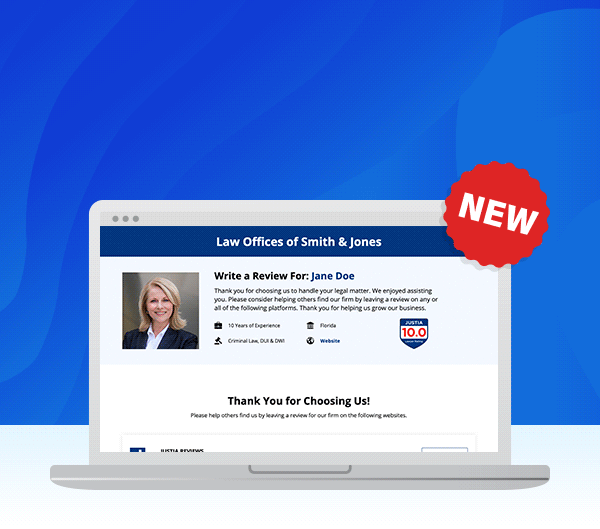 NEW
Law Offices of Smith & Jones
Write a Review For: Jane Doe
Thank you for choosing us to handle your legal matter. We enjoyed assisting
you. Please consider helping others find our firm by leaving a review on any or
all of the following platforms. Thank you for helping us grow our business.
10 Years of Experience
Florida
JUSTIA
10.0
Criminal Law, DUI & DWI
Website
Thank You for Choosing Us!
Please help others find us by leaving a review for our firm on the following websites.
JUSTIA REVIEWS